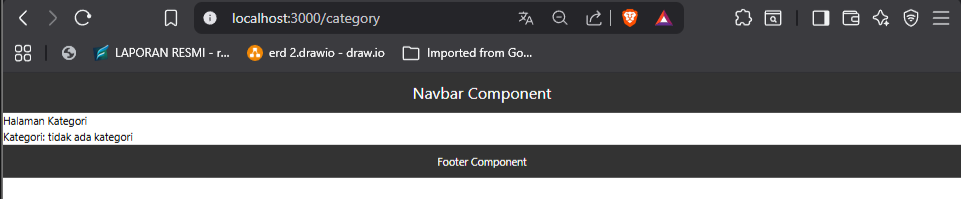 localhost:3000/category
LAPORAN RESMI - r... erd 2.drawio - draw.io Imported from Go...
Navbar Component
Halaman Kategori
Kategori: tidak ada kategori
Footer Component